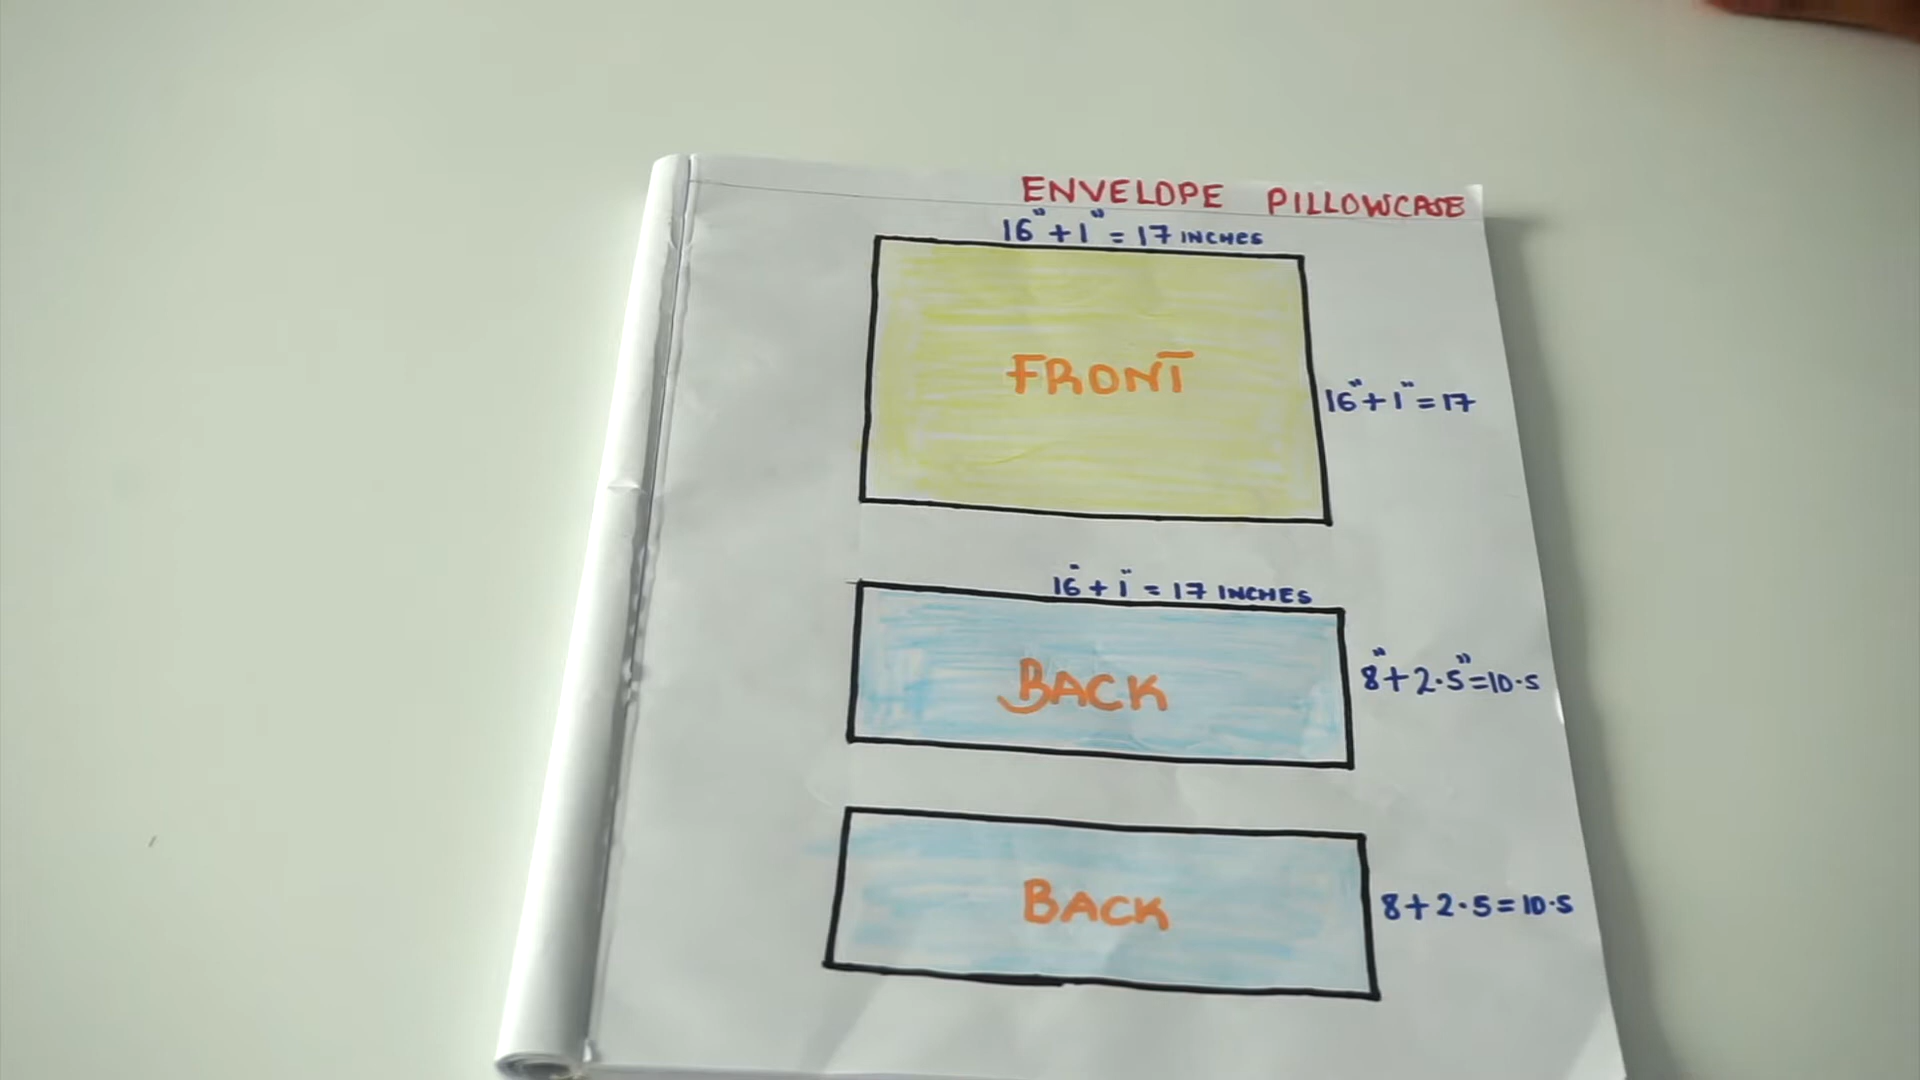 ENVELOPE PILLOWCASE
16"+1" = 17 INCHES
FRONT
16"+1"=17
16"+1" = 17 INCHES
BACK
8"+2.5"=10.5
BACK
8+2.5=10.5